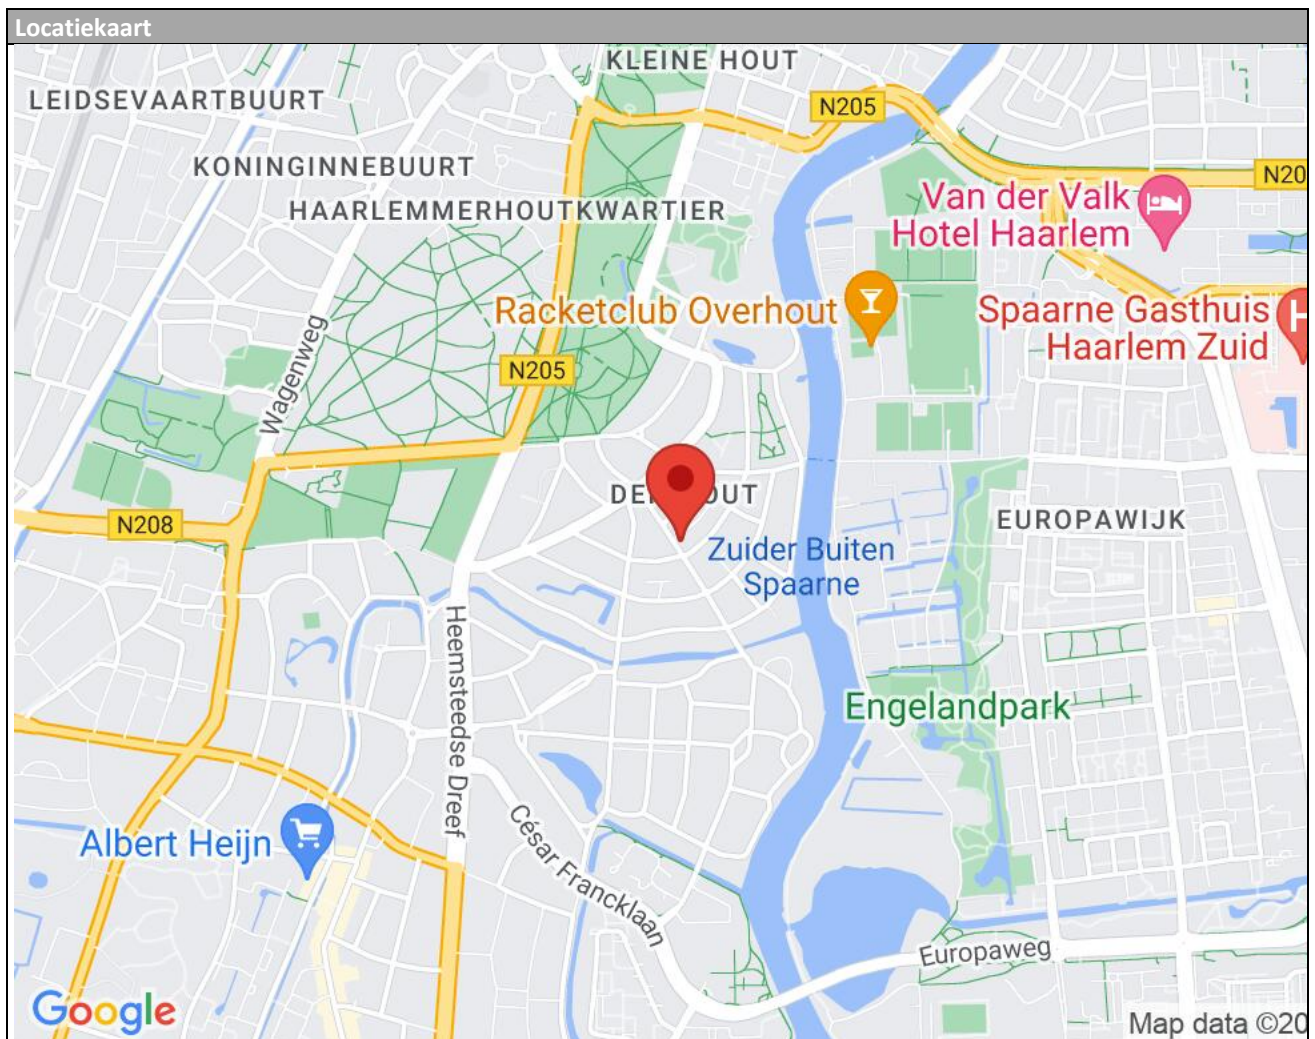 Locatiekaart
KLEINE HOUT
LEIDSEVAARTBUURT
N205
KONINGINNEBUURT
N20
Van der Valk
Hotel Haarlem
HAARLEMMERHOUTKWARTIER
Racketclub Overhout
Spaarne Gasthuis
Haarlem Zuid
H
Wagenweg
N205
DEN HOUT
N208
EUROPAWIJK
Zuider Buiten
Spaarne
Heemsteedse Dreef
Engelandpark
Albert Heijn
César Francklaan
Europaweg
Google
Map data ©20